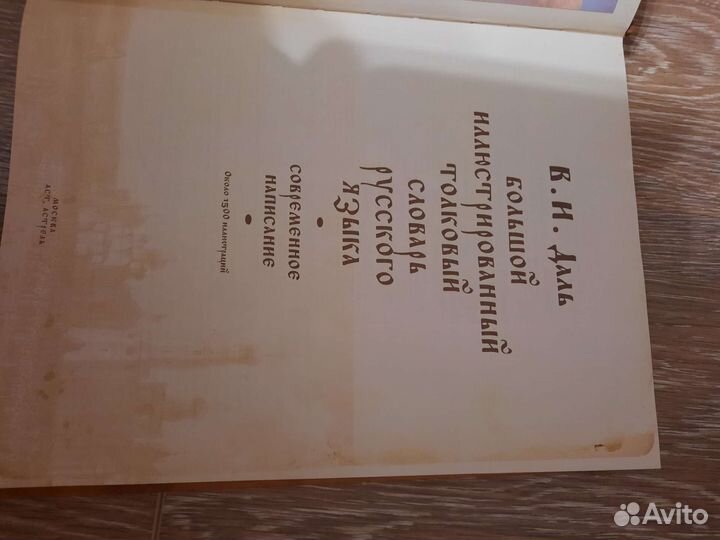 В. И. Даль
БОЛЬШОЙ
ИЛЛЮСТРИРОВАННЫЙ
ТОЛКОВЫЙ
СЛОВАРЬ
РУССКОГО
ЯЗЫКА
СОВРЕМЕННОЕ
НАПИСАНИЕ
Около 1500 иллюстраций
МОСКВА
АСТ, АСТРЕЛЬ
Avito